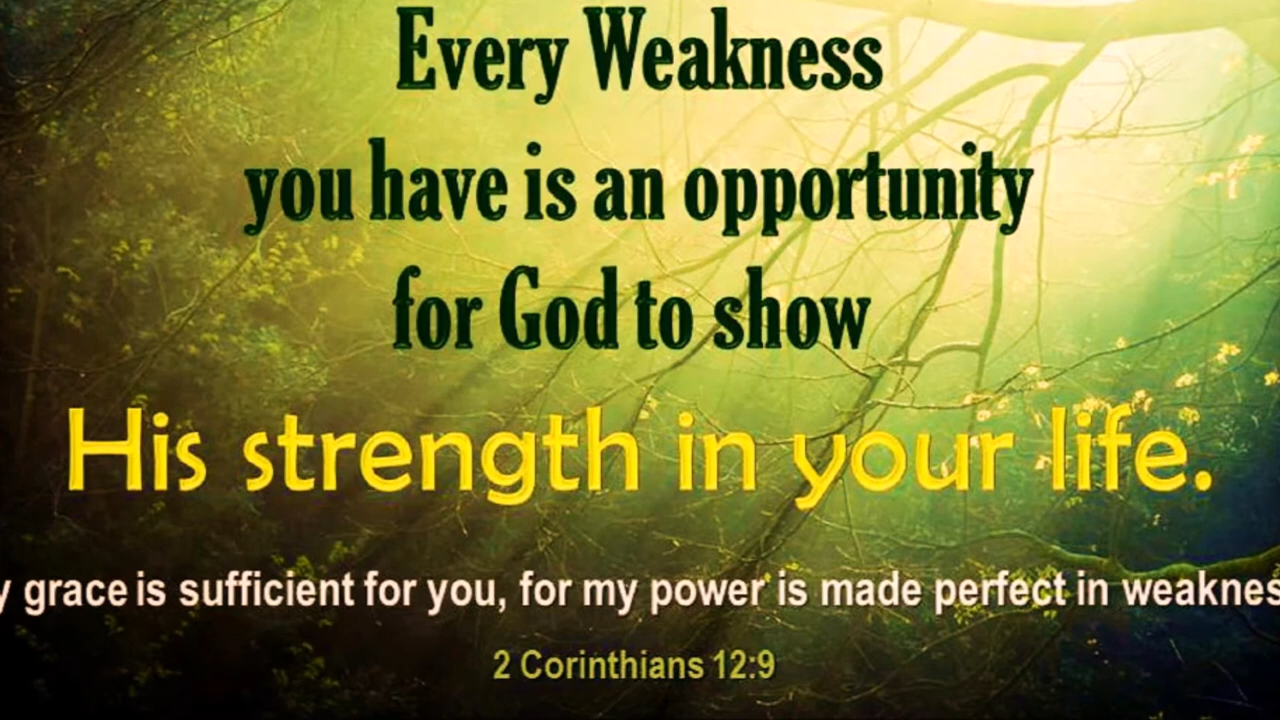 Every Weakness
you have is an opportunity
for God to show
His strength in your life.
y grace is sufficient for you, for my power is made perfect in weaknes
2 Corinthians 12:9